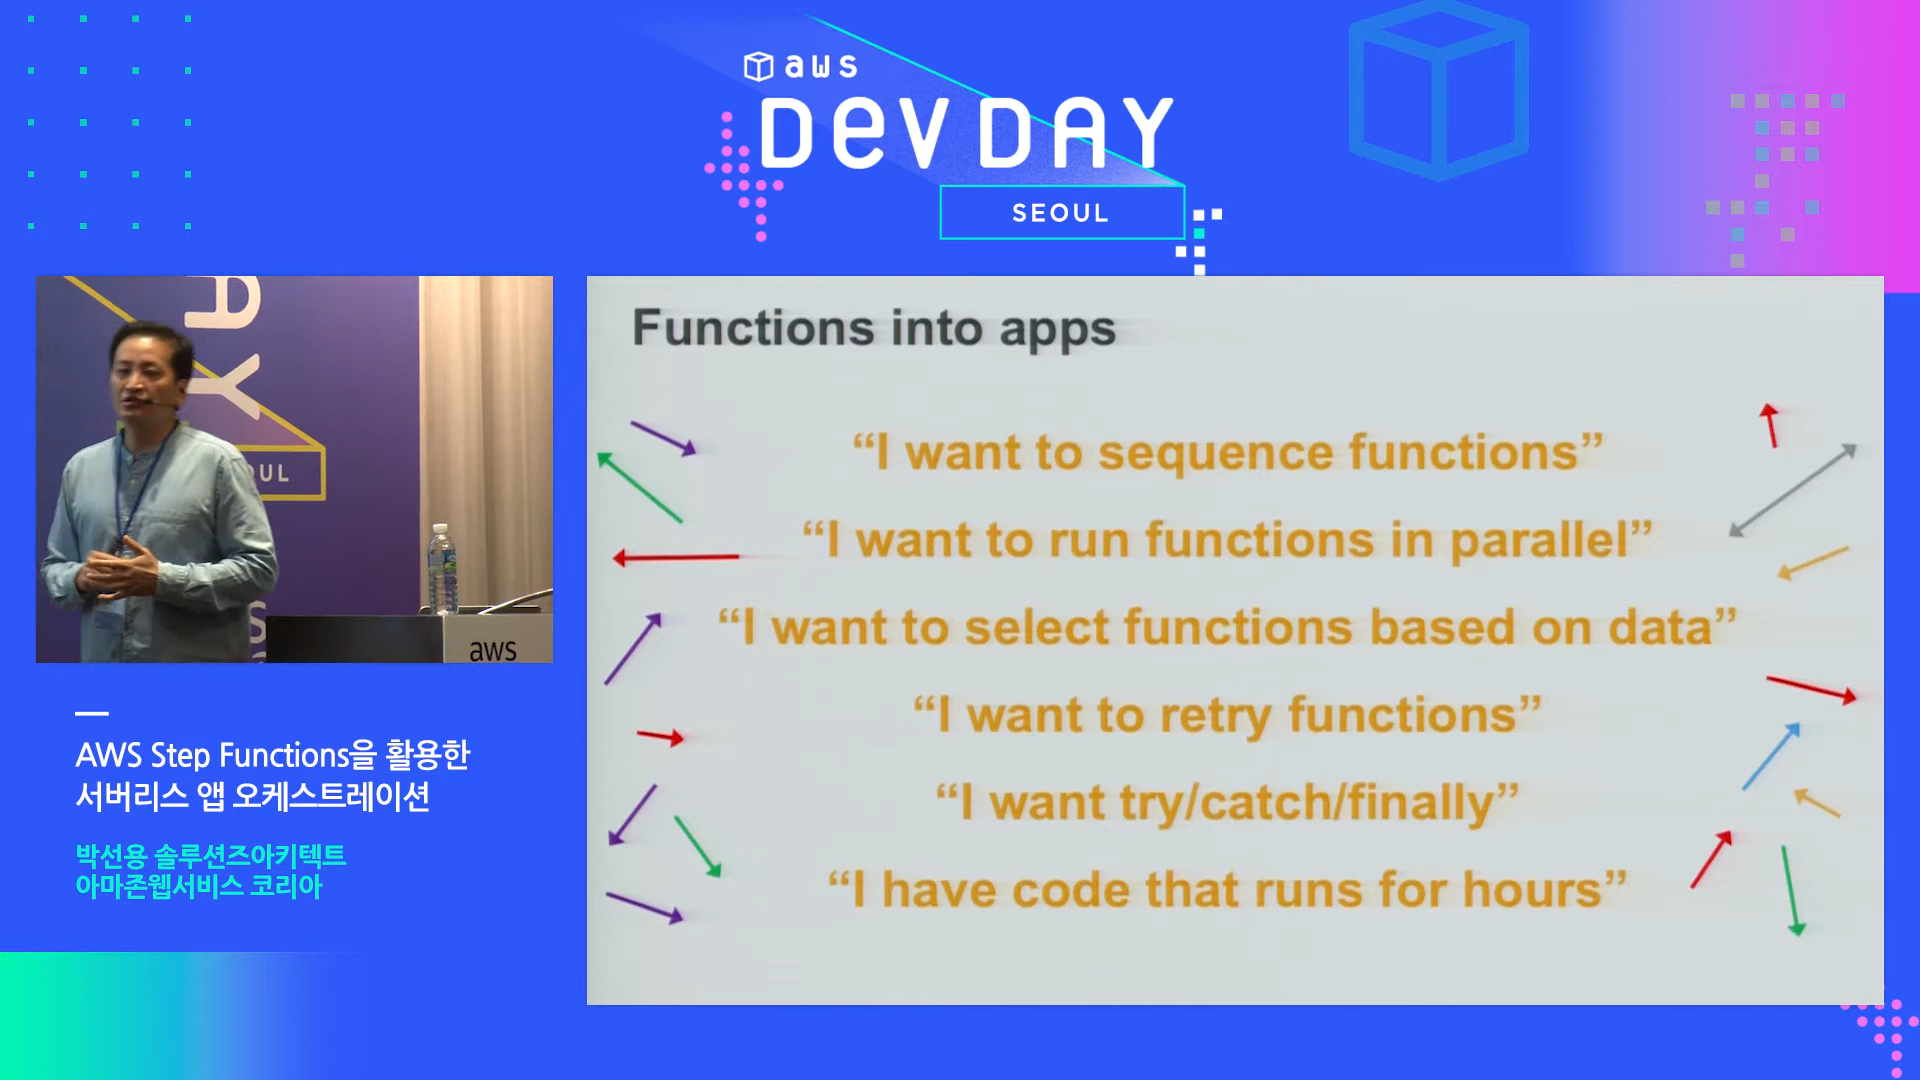 aws
DEV DAY
SEOUL
AY
OUL
aws
AWS Step Functions을 활용한
서버리스 앱 오케스트레이션
박선용 솔루션즈아키텍트
아마존웹서비스 코리아
Functions into apps
“I want to sequence functions”
“I want to run functions in parallel”
“I want to select functions based on data”
“I want to retry functions”
“I want try/catch/finally”
“I have code that runs for hours”